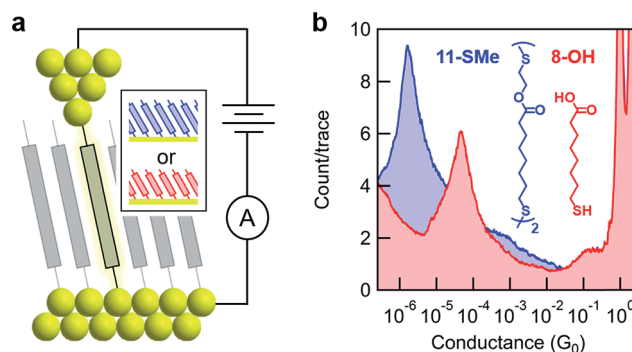 a
or
A
b
10
8
6
4
2
0
Count/trace
11-SMe
8-OH
S
O
O
S
2
HO
O
SH
10⁻⁶ 10⁻⁵ 10⁻⁴ 10⁻³ 10⁻² 10⁻¹ 10⁰
Conductance (G₀)